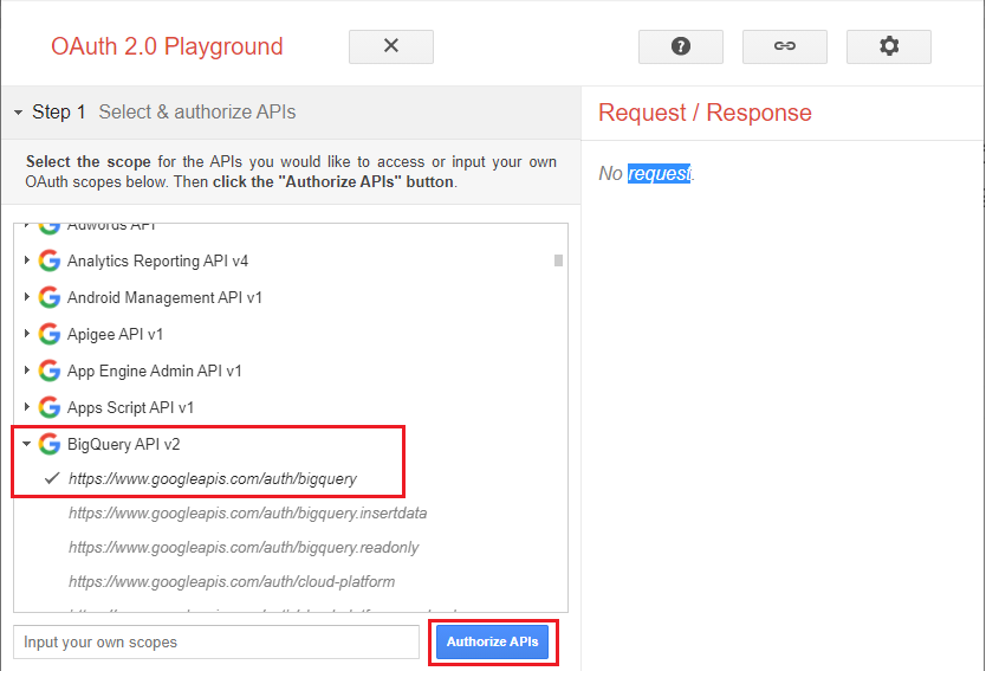 OAuth 2.0 Playground
Step 1 Select & authorize APIs
Select the scope for the APIs you would like to access or input your own
OAuth scopes below. Then click the "Authorize APIs" button.
Adwords API
Analytics Reporting API v4
Android Management API v1
Apigee API v1
App Engine Admin API v1
Apps Script API v1
BigQuery API v2
https://www.googleapis.com/auth/bigquery
https://www.googleapis.com/auth/bigquery.insertdata
https://www.googleapis.com/auth/bigquery.readonly
https://www.googleapis.com/auth/cloud-platform
Input your own scopes
Authorize APIs
Request / Response
No request.